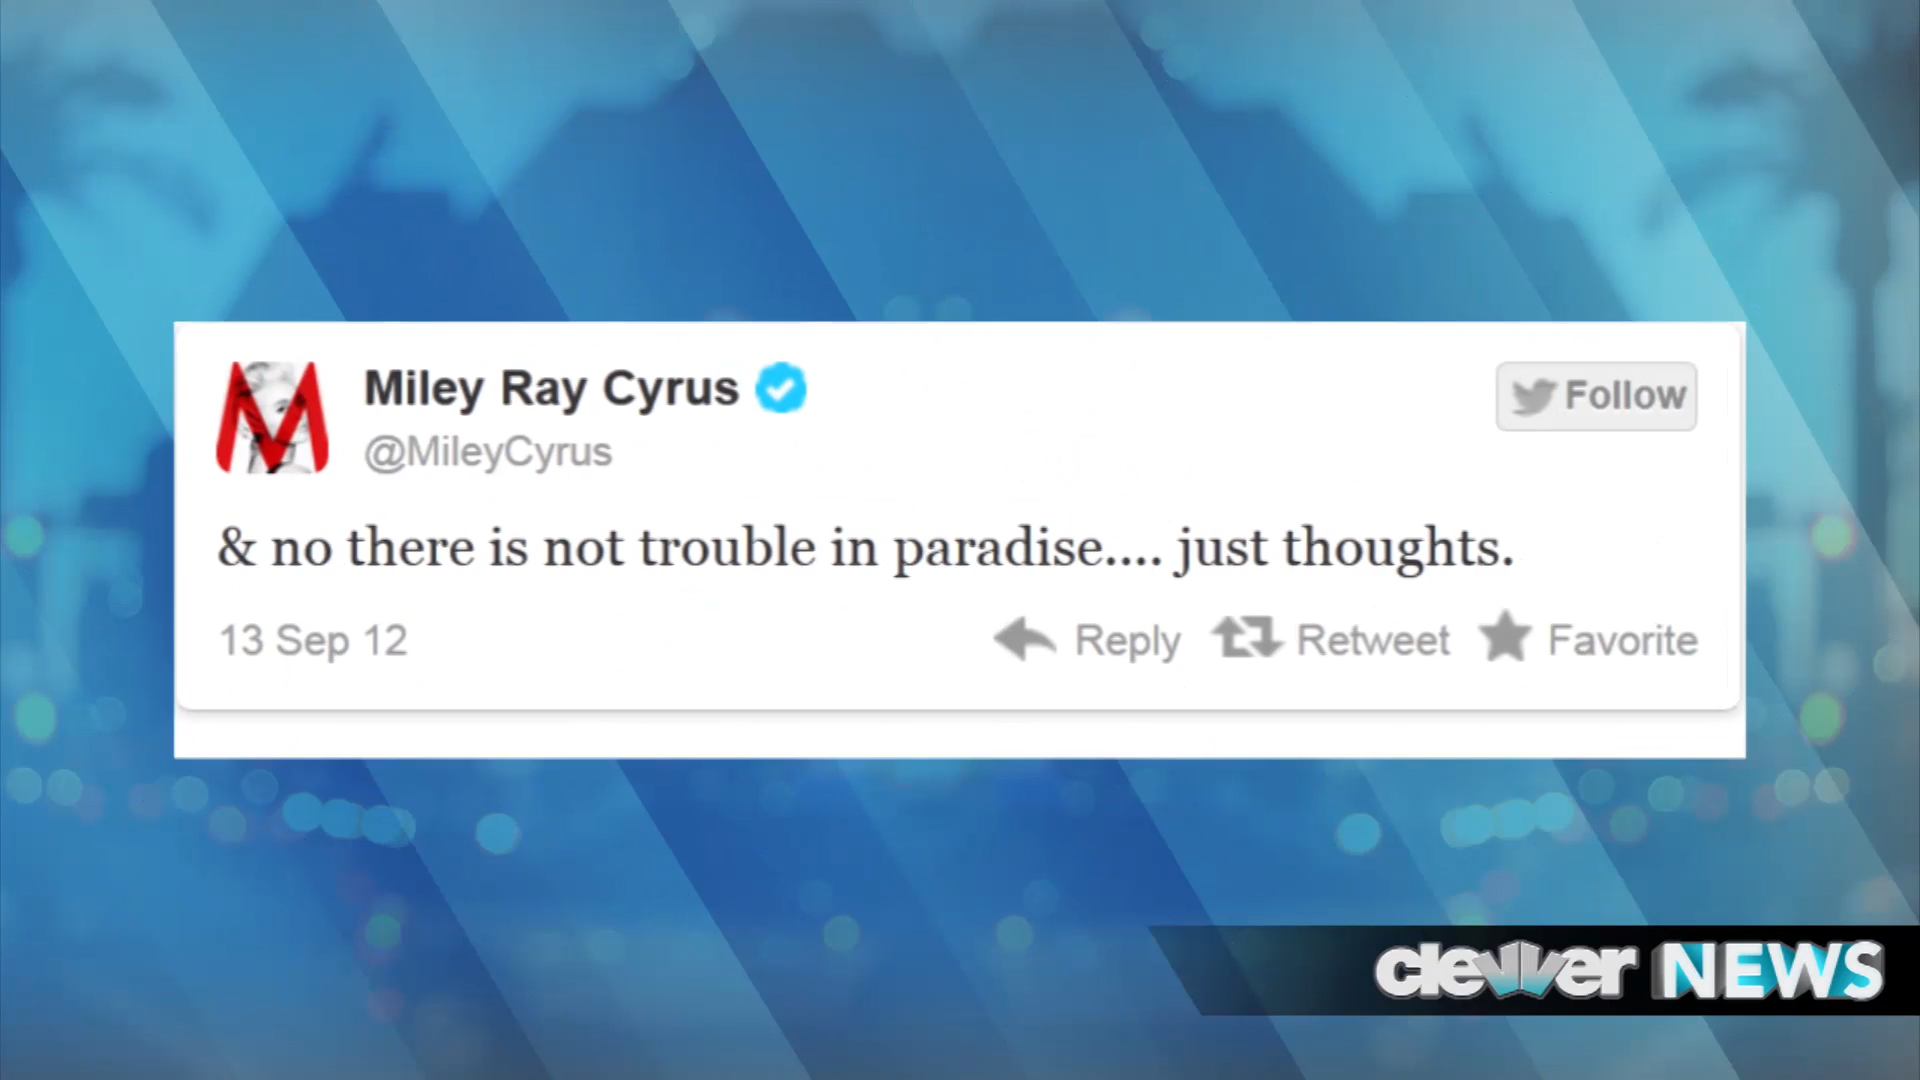 M
Miley Ray Cyrus
@MileyCyrus
Follow
& no there is not trouble in paradise.... just thoughts.
13 Sep 12
Reply
Retweet
Favorite
clevver NEWS